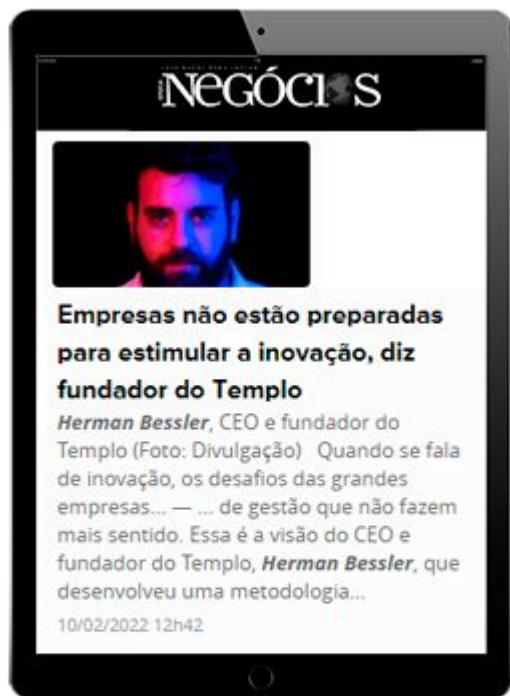 ÉPOCA
NEGÓCIOS
Empresas não estão preparadas
para estimular a inovação, diz
fundador do Templo
Herman Bessler, CEO e fundador do
Templo (Foto: Divulgação) Quando se fala
de inovação, os desafios das grandes
empresas... — ... de gestão que não fazem
mais sentido. Essa é a visão do CEO e
fundador do Templo, Herman Bessler, que
desenvolveu uma metodologia...
10/02/2022 12h42